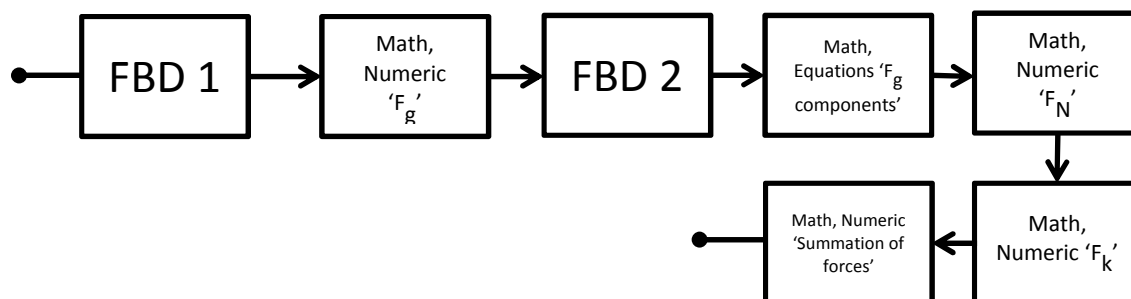 FBD 1
Math,
Numeric
‘Fg’
FBD 2
Math,
Equations ‘Fg
components’
Math,
Numeric
‘FN’
Math,
Numeric ‘Fk’
Math, Numeric
‘Summation of
forces’